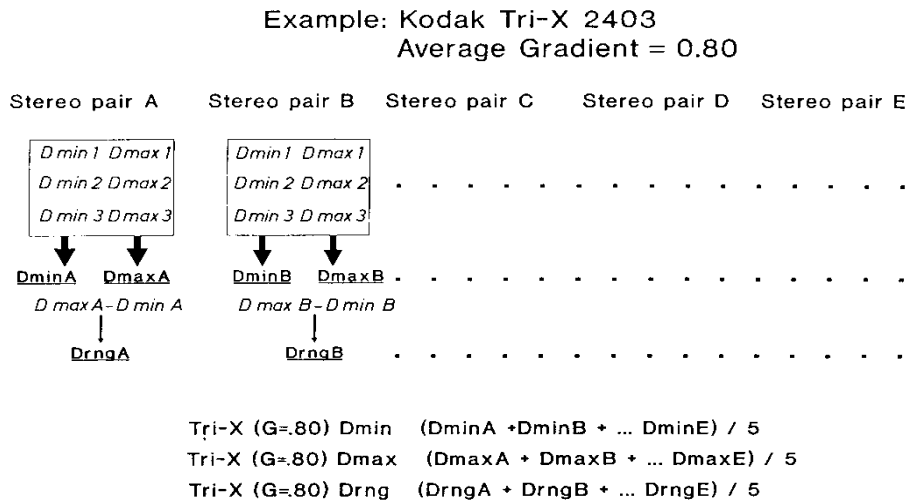 Example: Kodak Tri-X 2403
Average Gradient = 0.80
Stereo pair A Stereo pair B Stereo pair C Stereo pair D Stereo pair E
D min 1 D max 1 D min 1 D max 1
D min 2 D max 2 D min 2 D max 2 . . . . . . . . . . . . . . . .
D min 3 D max 3 D min 3 D max 3
DminA DmaxA DminB DmaxB . . . . . . . . . . . . . . . .
D max A - D min A D max B - D min B
DrngA DrngB . . . . . . . . . . . . . . . .
Tri-X (G=.80) Dmin (DminA +DminB + ... DminE) / 5
Tri-X (G=.80) Dmax (DmaxA + DmaxB + ... DmaxE) / 5
Tri-X (G=.80) Drng (DrngA + DrngB + ... DrngE) / 5